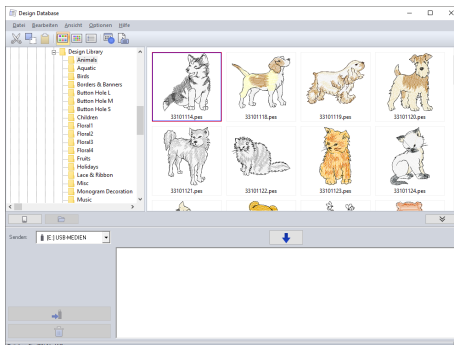 Design Database
Datei Bearbeiten Ansicht Optionen Hilfe
Design Library
Animals
Aquatic
Birds
Borders & Banners
Button Hole L
Button Hole M
Button Hole S
Children
Floral1
Floral2
Floral3
Floral4
Fruits
Holidays
Lace & Ribbon
Misc
Monogram Decoration
Music
33101114.pes
33101118.pes
33101119.pes
33101120.pes
33101121.pes
33101122.pes
33101123.pes
33101124.pes
Senden:
[E:] USB-MEDIEN